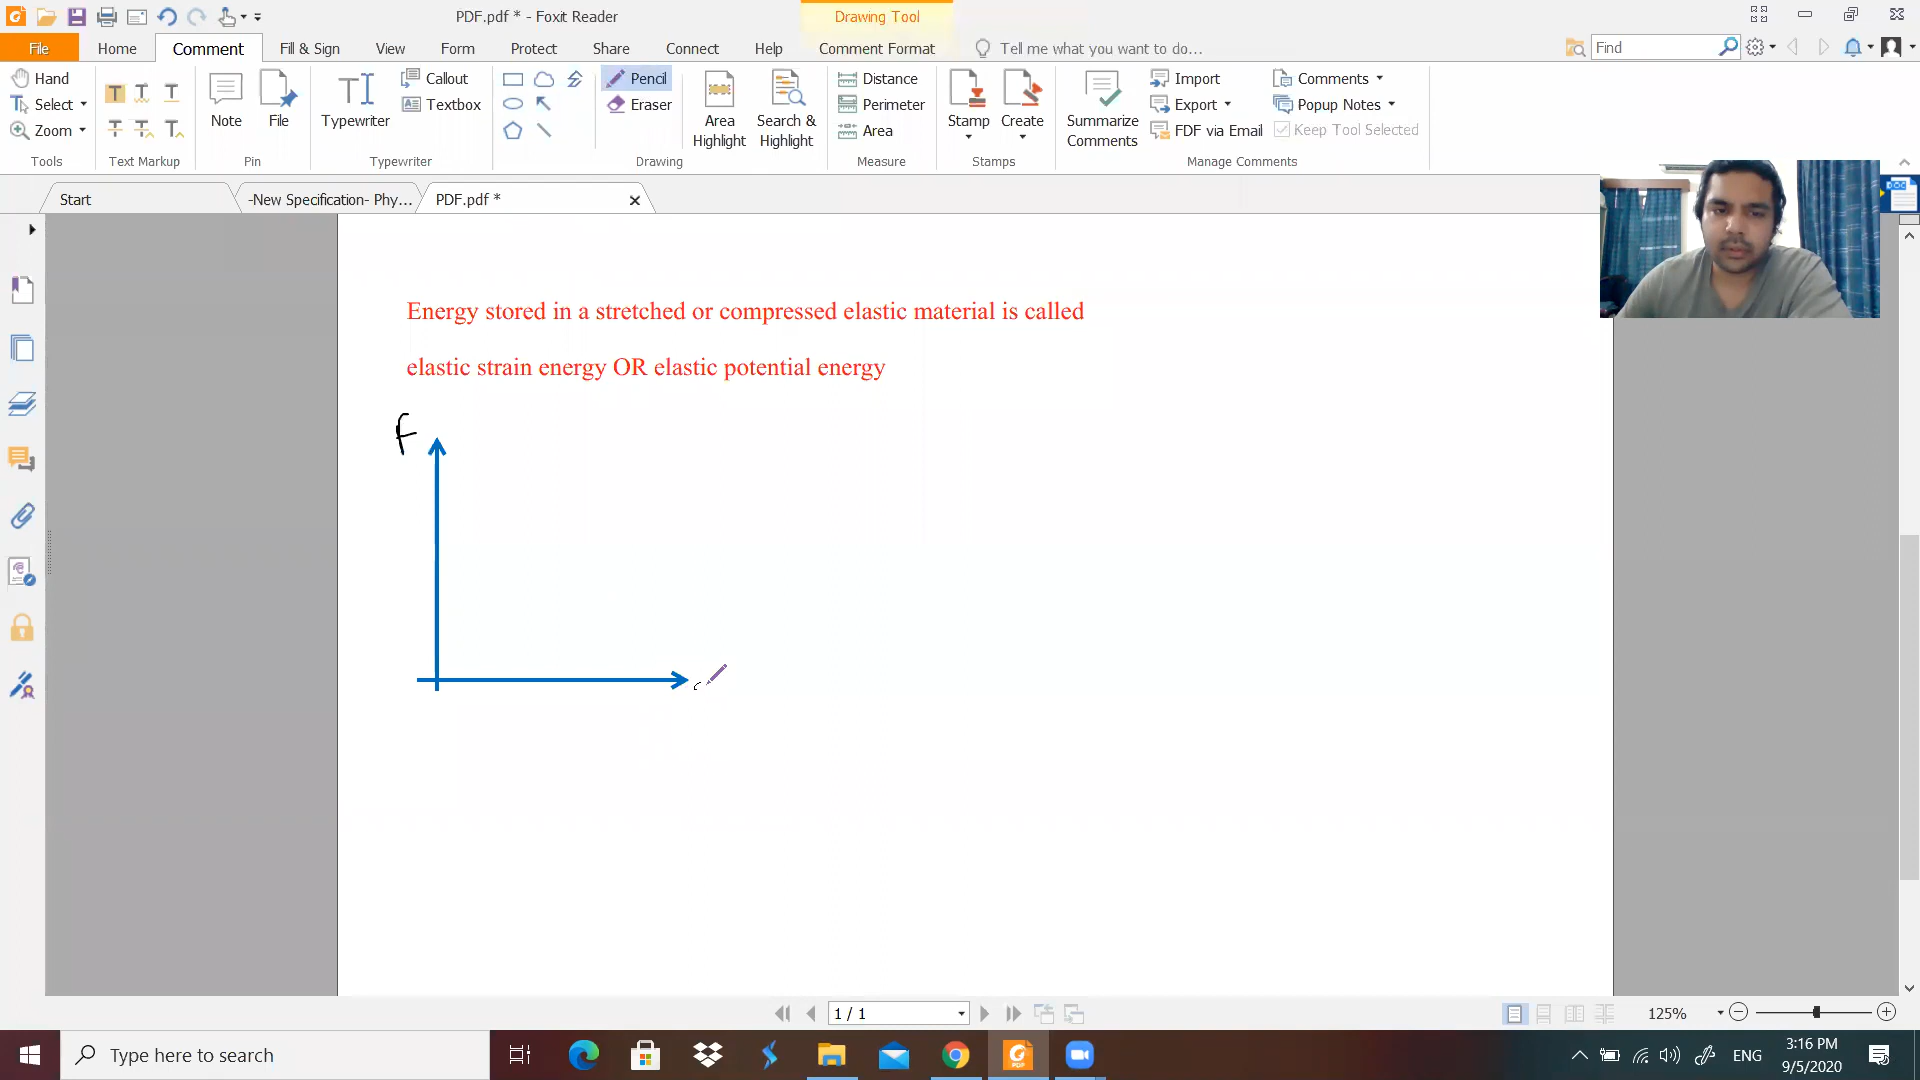 PDF.pdf * - Foxit Reader
Drawing Tool
File
Home
Comment
Fill & Sign
View
Form
Protect
Share
Connect
Help
Comment Format
Tell me what you want to do...
Find
Hand
Select
Zoom
Tools
Text Markup
Note
File
Pin
Typewriter
Callout
Textbox
Typewriter
Pencil
Eraser
Area Highlight
Search & Highlight
Drawing
Distance
Perimeter
Area
Measure
Stamp
Create
Stamps
Summarize Comments
Import
Export
FDF via Email
Comments
Popup Notes
Keep Tool Selected
Manage Comments
Start
-New Specification- Phy...
PDF.pdf *
DOC
Energy stored in a stretched or compressed elastic material is called
elastic strain energy OR elastic potential energy
F
1 / 1
125%
Type here to search
PDF
ENG
3:16 PM
9/5/2020